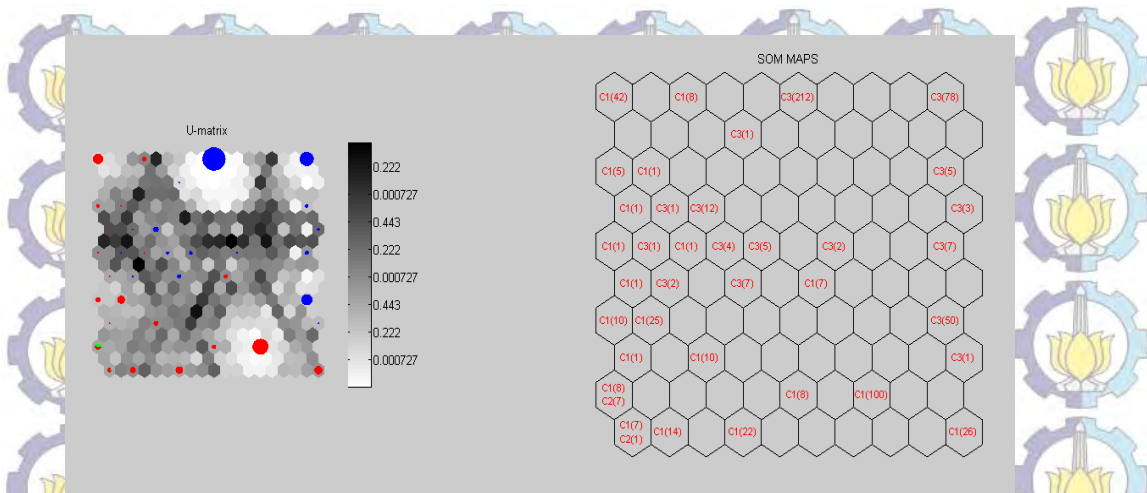 U-matrix
0.222
0.000727
0.443
0.222
0.000727
0.443
0.222
0.000727
SOM MAPS
C1(42) C1(8) C3(212) C3(78)
C3(1)
C1(5) C1(1) C3(5)
C1(1) C3(1) C3(12) C3(3)
C1(1) C3(1) C1(1) C3(4) C3(5) C3(2) C3(7)
C1(1) C3(2) C3(7) C1(7)
C1(10) C1(25) C3(50)
C1(1) C1(10) C3(1)
C1(8) C1(8) C1(100)
C2(7)
C1(7) C1(14) C1(22) C1(26)
C2(1)